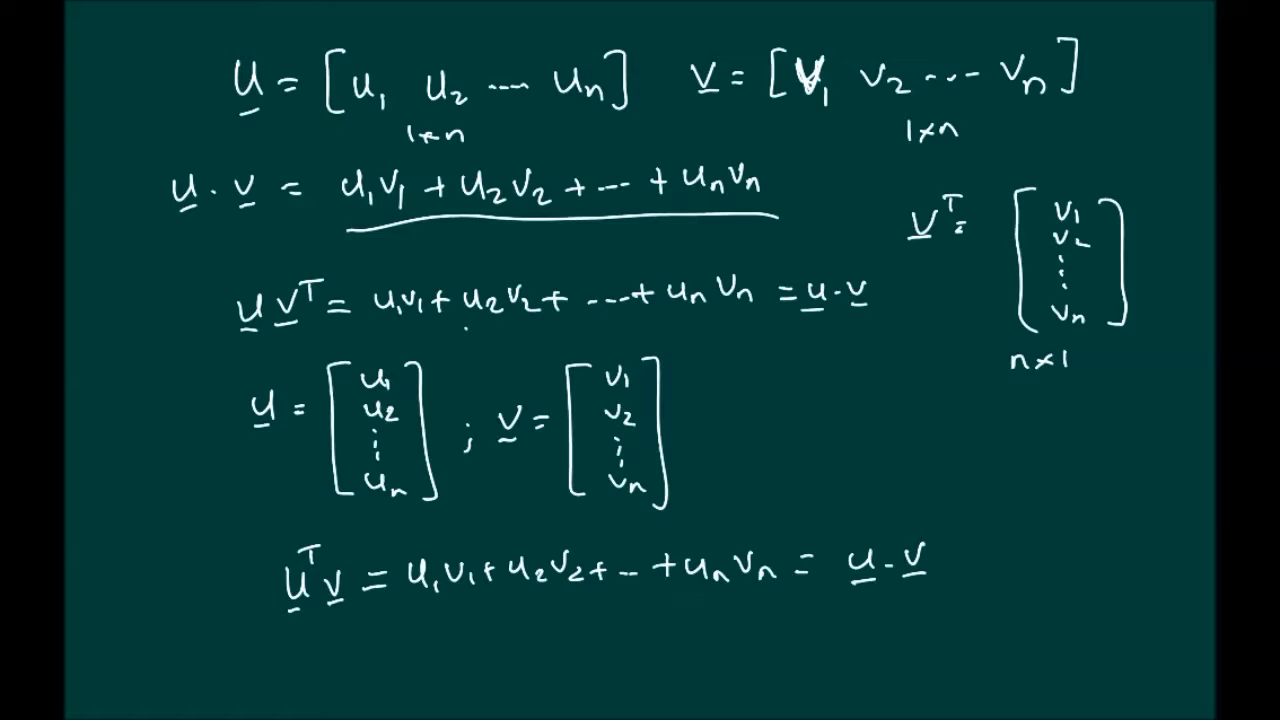 u = [u₁ u₂ ---- uₙ] v = [v₁ v₂ ---- vₙ]
1×n 1×n
u · v = u₁v₁ + u₂v₂ + --- + uₙvₙ
vᵀ = [v₁ v₂ ⋮ vₙ]
n×1
u vᵀ = u₁v₁ + u₂v₂ + ----+ uₙvₙ = u · v
u = [u₁ u₂ ⋮ uₙ] ; v = [v₁ v₂ ⋮ vₙ]
uᵀv = u₁v₁ + u₂v₂ + -- + uₙvₙ = u · v